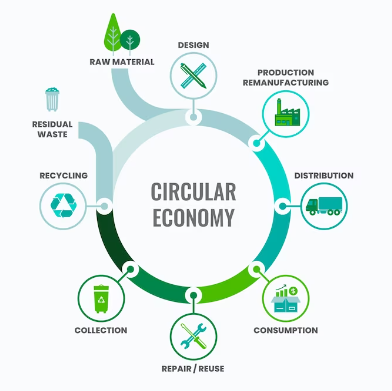 RAW MATERIAL
DESIGN
PRODUCTION
REMANUFACTURING
RESIDUAL
WASTE
RECYCLING
DISTRIBUTION
CIRCULAR
ECONOMY
COLLECTION
CONSUMPTION
REPAIR / REUSE